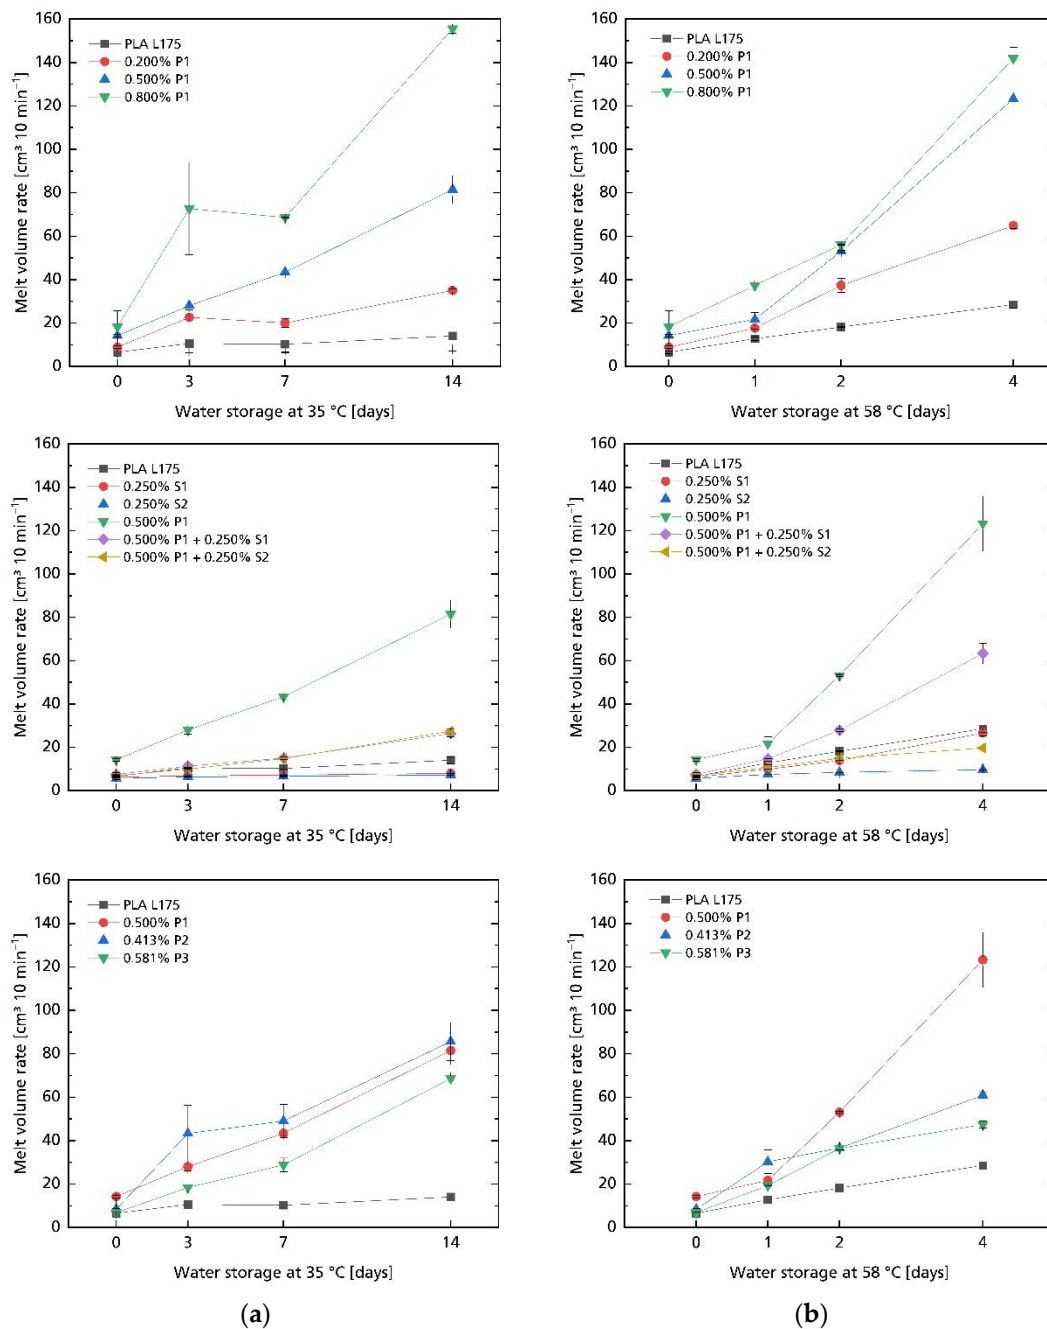 160
140
120
100
80
60
40
20
0
Melt volume rate [cm³ 10 min⁻¹]
PLA L175
0.200% P1
0.500% P1
0.800% P1
0 3 7 14
Water storage at 35 °C [days]
160
140
120
100
80
60
40
20
0
Melt volume rate [cm³ 10 min⁻¹]
PLA L175
0.200% P1
0.500% P1
0.800% P1
0 1 2 4
Water storage at 58 °C [days]
160
140
120
100
80
60
40
20
0
Melt volume rate [cm³ 10 min⁻¹]
PLA L175
0.250% S1
0.250% S2
0.500% P1
0.500% P1 + 0.250% S1
0.500% P1 + 0.250% S2
0 3 7 14
Water storage at 35 °C [days]
160
140
120
100
80
60
40
20
0
Melt volume rate [cm³ 10 min⁻¹]
PLA L175
0.250% S1
0.250% S2
0.500% P1
0.500% P1 + 0.250% S1
0.500% P1 + 0.250% S2
0 1 2 4
Water storage at 58 °C [days]
160
140
120
100
80
60
40
20
0
Melt volume rate [cm³ 10 min⁻¹]
PLA L175
0.500% P1
0.413% P2
0.581% P3
0 3 7 14
Water storage at 35 °C [days]
160
140
120
100
80
60
40
20
0
Melt volume rate [cm³ 10 min⁻¹]
PLA L175
0.500% P1
0.413% P2
0.581% P3
0 1 2 4
Water storage at 58 °C [days]
(a) (b)